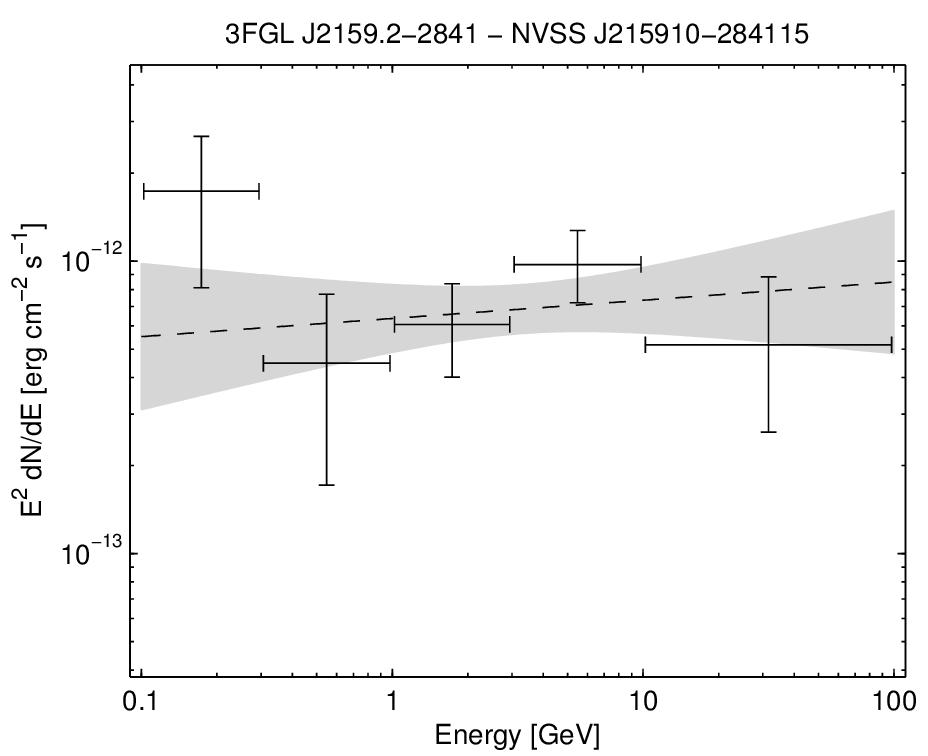 3FGL J2159.2−2841 − NVSS J215910−284115
E² dN/dE [erg cm⁻² s⁻¹]
10⁻¹²
10⁻¹³
0.1 1 10 100
Energy [GeV]